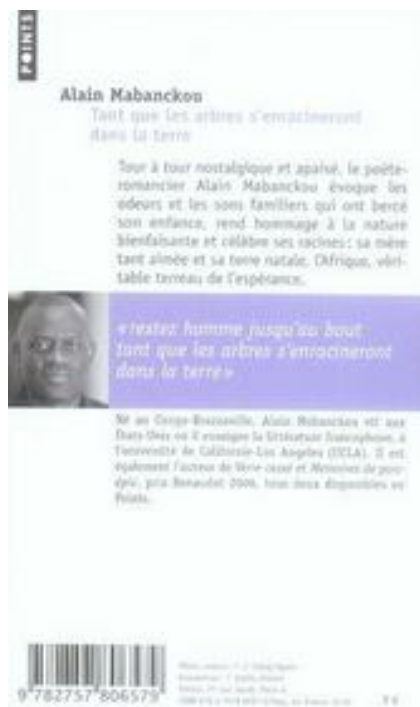 POINTS
Alain Mabanckou
Tant que les arbres s'enracineront
dans la terre
Tour à tour nostalgique et apaisé, le poète-
romancier Alain Mabanckou évoque les
odeurs et les sons familiers qui ont bercé
son enfance, rend hommage à la nature
bienfaisante et célèbre ses racines : sa mère
tant aimée et sa terre natale, l'Afrique, véri-
table terreau de l'espérance.
« restez homme jusqu'au bout
tant que les arbres s'enracineront
dans la terre »
Né au Congo-Brazzaville, Alain Mabanckou vit aux
États-Unis où il enseigne la littérature francophone, à
l'université de Californie-Los Angeles (UCLA). Il est
également l'auteur de Verre cassé et Mémoires de porc-
épic, prix Renaudot 2006, tous deux disponibles en
Points.
9 782757 806579